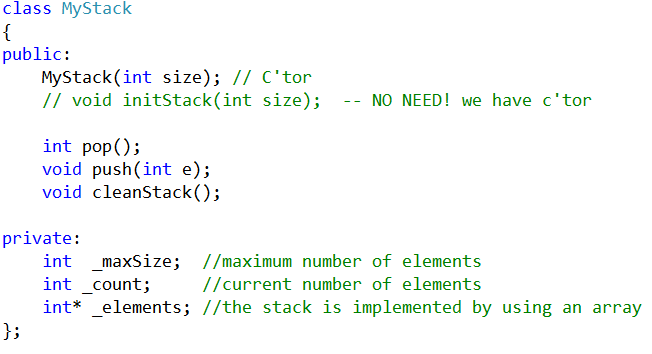 class MyStack
{
public:
    MyStack(int size); // C'tor
    // void initStack(int size);  -- NO NEED! we have c'tor

    int pop();
    void push(int e);
    void cleanStack();

private:
    int  _maxSize;  //maximum number of elements
    int _count;     //current number of elements
    int* _elements; //the stack is implemented by using an array
};